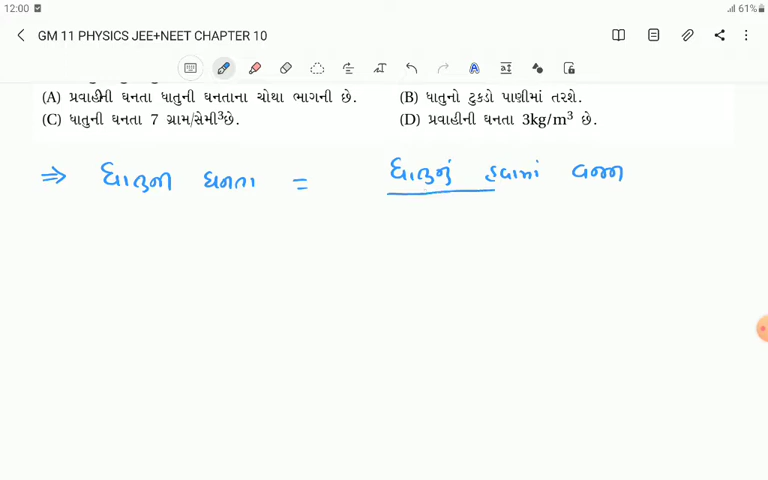 12:00
61%
GM 11 PHYSICS JEE+NEET CHAPTER 10
(A) પ્રવાહીની ઘનતા ધાતુની ઘનતાના ચોથા ભાગની છે. (B) ધાતુનો ટુકડો પાણીમાં તરશે.
(C) ધાતુની ઘનતા 7 ગ્રામ/સેમી³છે. (D) પ્રવાહીની ઘનતા 3kg/m³ છે.
⇒ ધાતુની ઘનતા = ધાતુનું હવામાં વજન